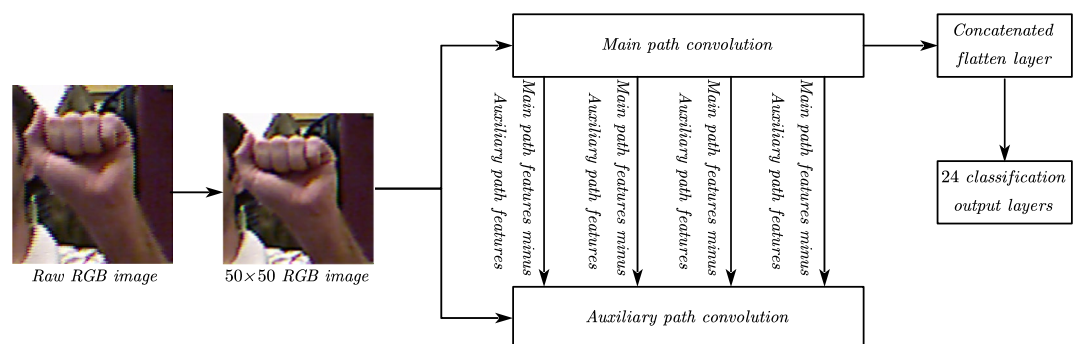 Raw RGB image
50×50 RGB image
Main path convolution
Main path features minus
Auxiliary path features
Main path features minus
Auxiliary path features
Main path features minus
Auxiliary path features
Main path features minus
Auxiliary path features
Auxiliary path convolution
Concatenated
flatten layer
24 classification
output layers